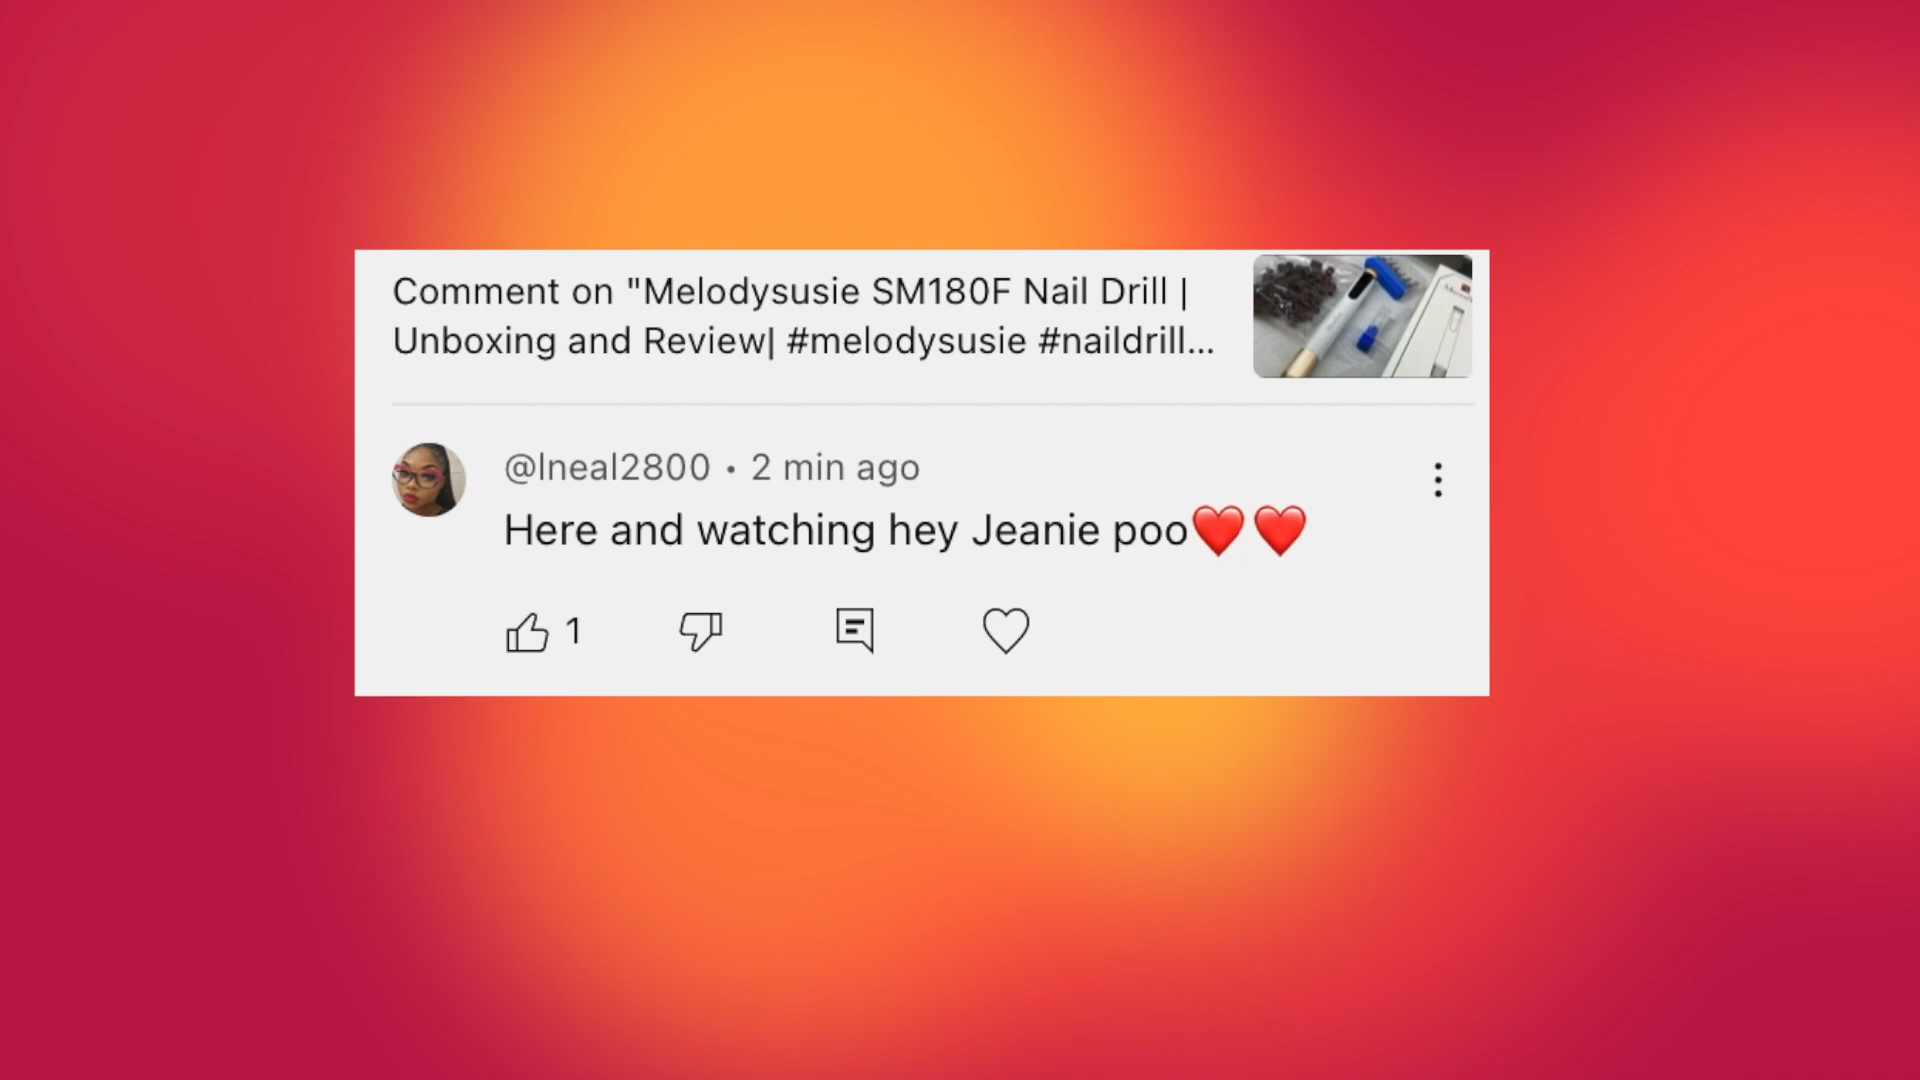 Comment on "Melodysusie SM180F Nail Drill |
Unboxing and Review| #melodysusie #naildrill...
@lneal2800 • 2 min ago
Here and watching hey Jeanie poo❤️❤️
1